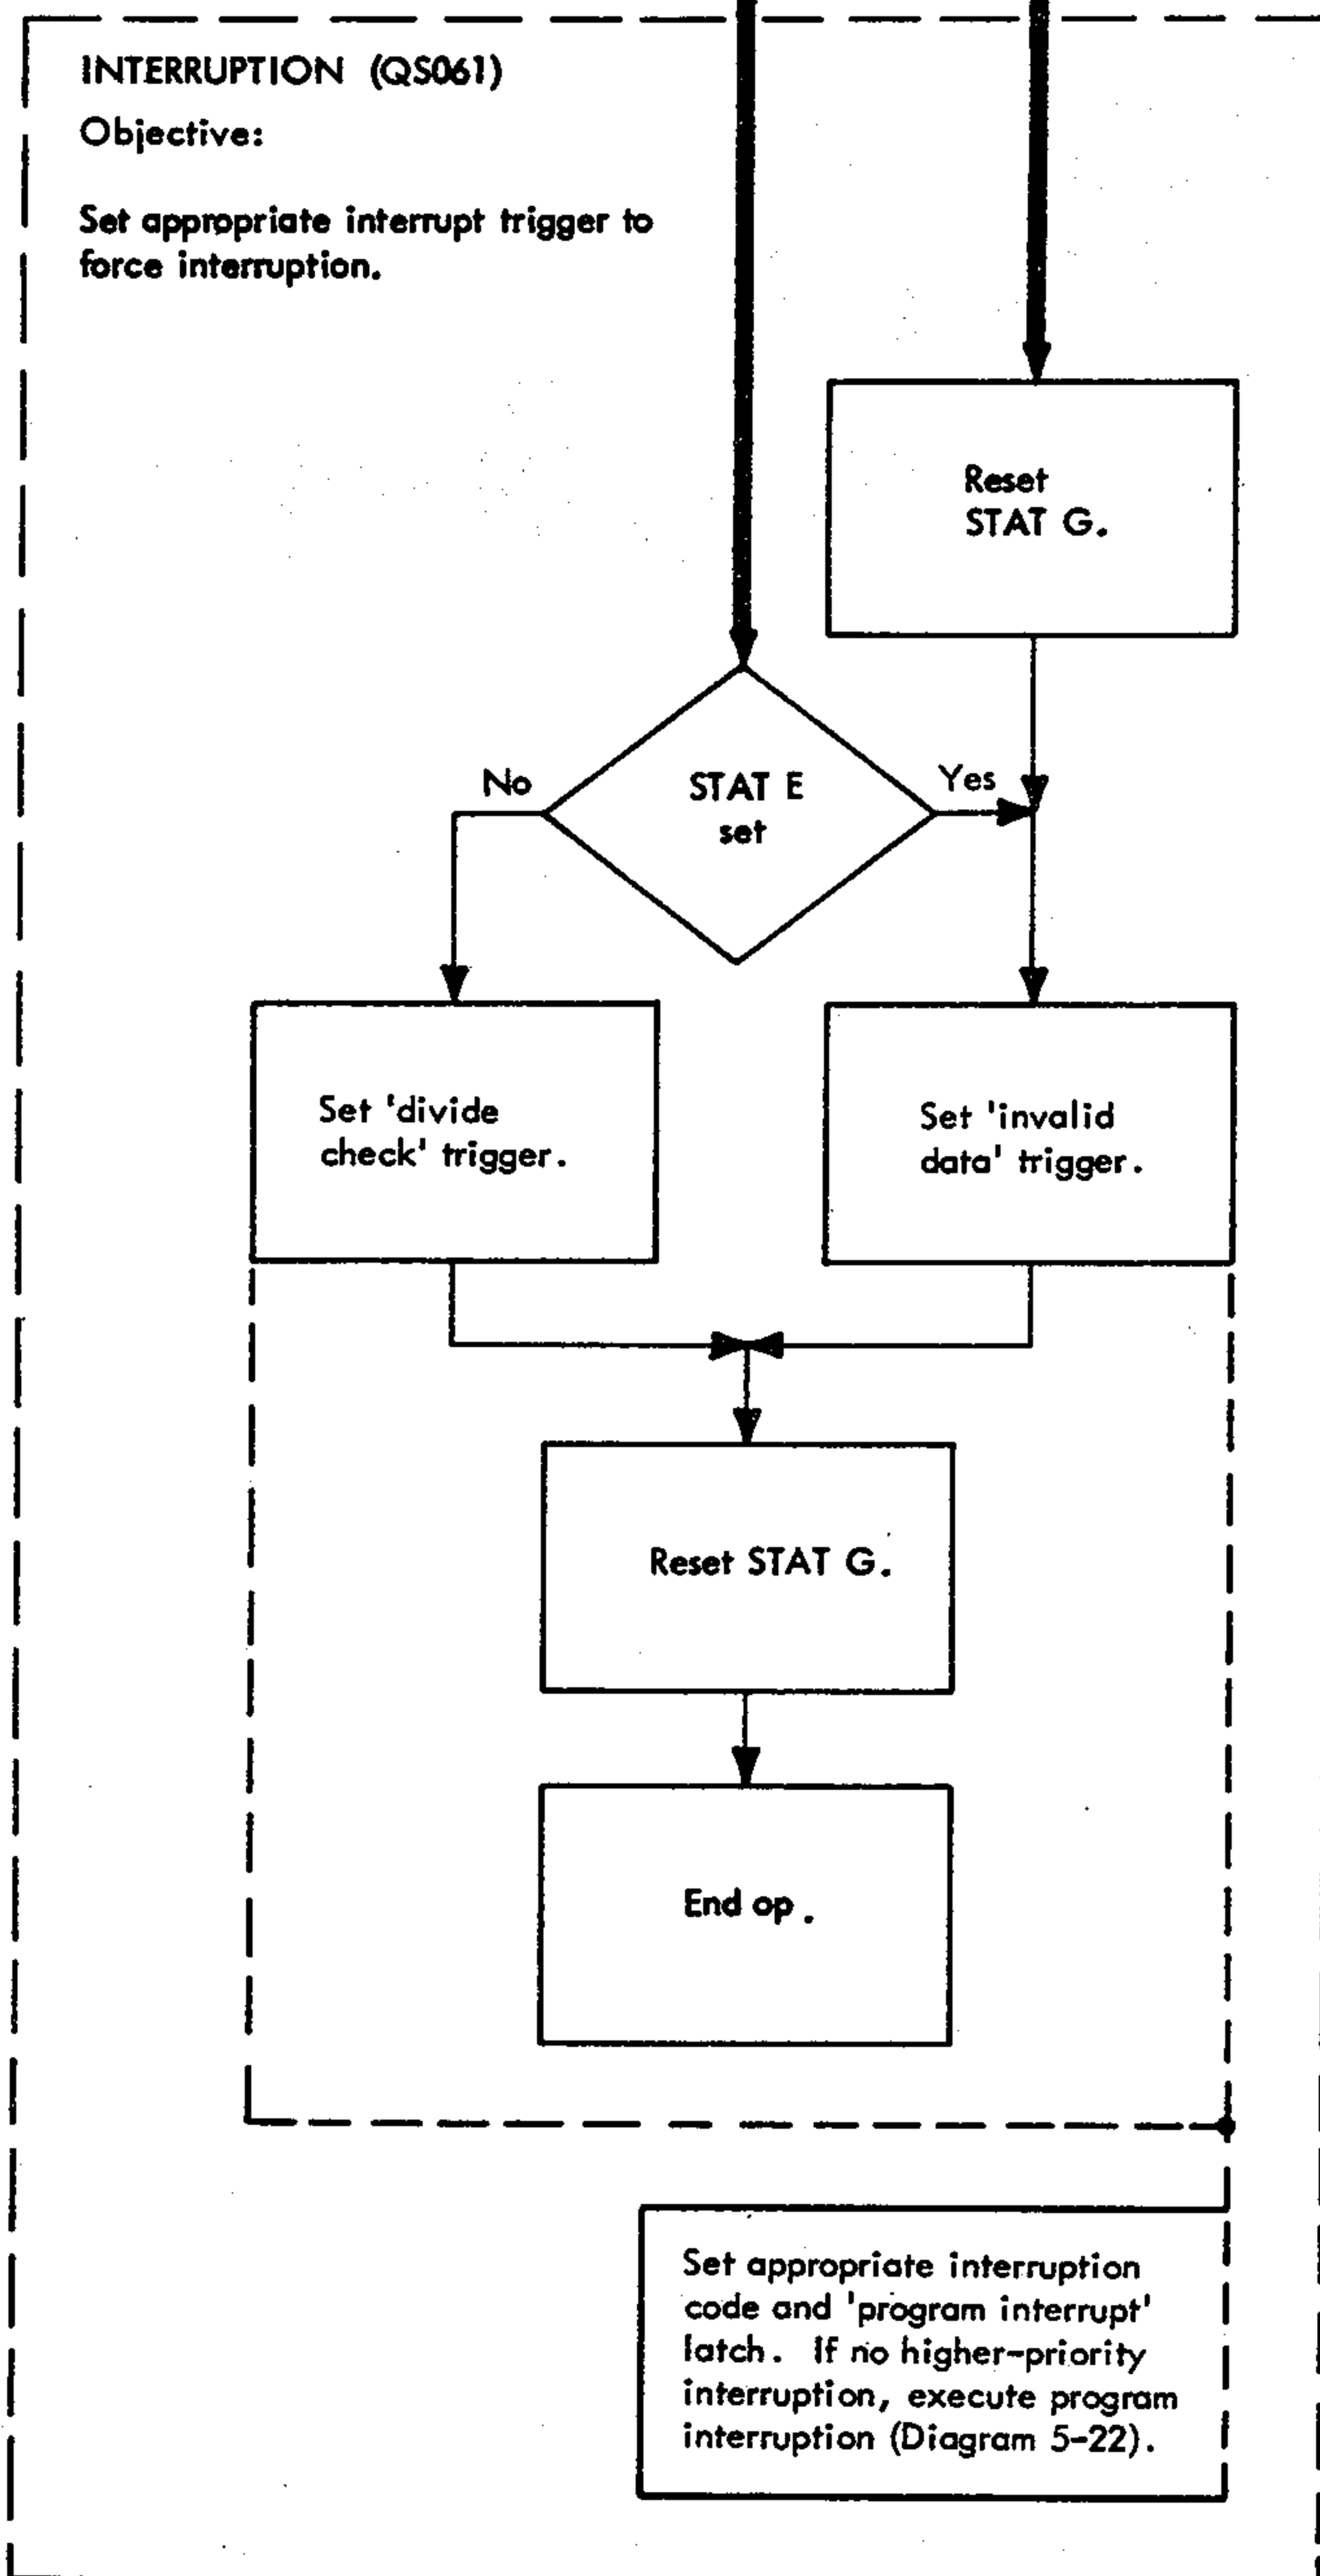 INTERRUPTION (QS061)
Objective:
Set appropriate interrupt trigger to
force interruption.
Reset
STAT G.
No
STAT E
set
Yes
Set 'divide
check' trigger.
Set 'invalid
data' trigger.
Reset STAT G.
End op.
Set appropriate interruption
code and 'program interrupt'
latch. If no higher-priority
interruption, execute program
interruption (Diagram 5-22).